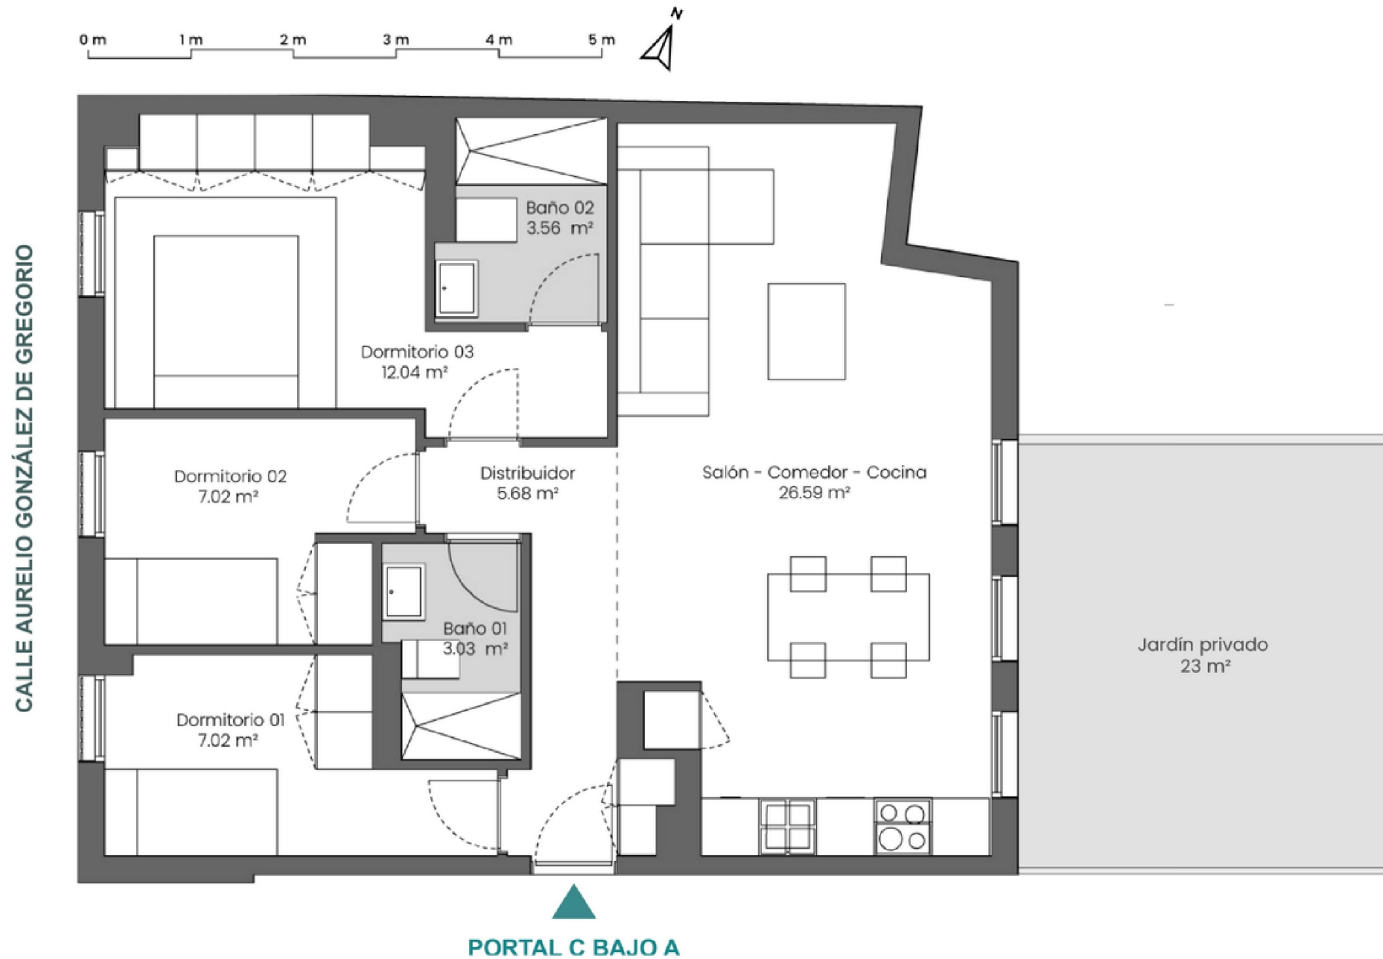 0 m 1 m 2 m 3 m 4 m 5 m
N
CALLE AURELIO GONZÁLEZ DE GREGORIO
Baño 02
3.56 m²
Dormitorio 03
12.04 m²
Dormitorio 02
7.02 m²
Distribuidor
5.68 m²
Salón - Comedor - Cocina
26.59 m²
Baño 01
3.03 m²
Jardín privado
23 m²
Dormitorio 01
7.02 m²
PORTAL C BAJO A